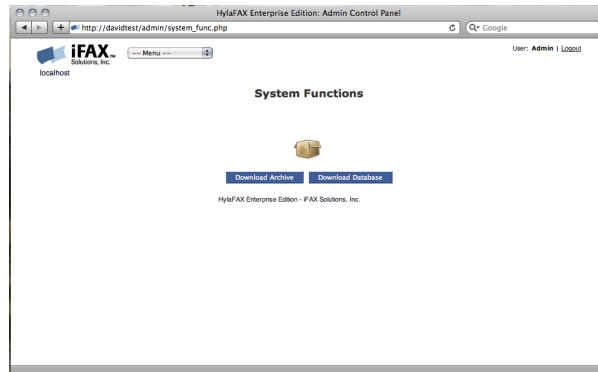 HylaFAX Enterprise Edition: Admin Control Panel
http://davidtest/admin/system_func.php
Google
iFAX™
Solutions, Inc.
-- Menu --
User: Admin | Logout
localhost
System Functions
Download Archive
Download Database
HylaFAX Enterprise Edition - iFAX Solutions, Inc.